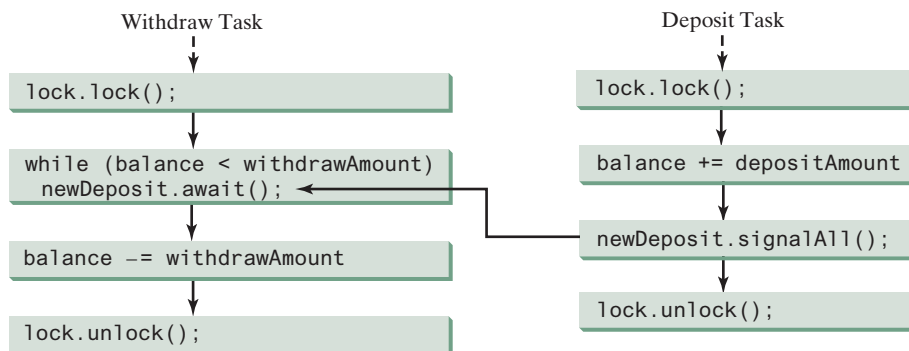 Withdraw Task
lock.lock();
while (balance < withdrawAmount)
newDeposit.await();
balance −= withdrawAmount
lock.unlock();
Deposit Task
lock.lock();
balance += depositAmount
newDeposit.signalAll();
lock.unlock();